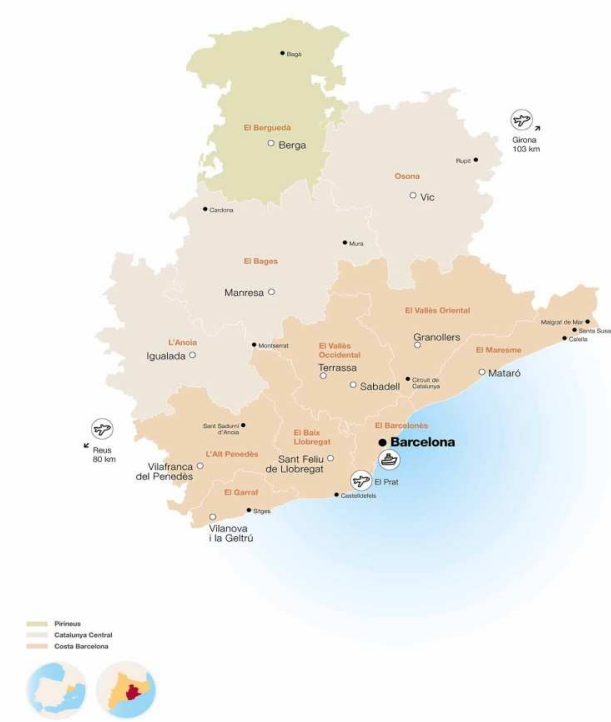 Bagà
El Berguedà
Berga
Girona
103 km
Rupit
Osona
Vic
Cardona
Mura
El Bages
Manresa
El Vallès Oriental
Malgrat de Mar
Santa Susa
Calella
L'Anoia
Igualada
Montserrat
El Vallès
Occidental
Granollers
El Maresme
Terrassa
Sabadell
Circuit de
Catalunya
Mataró
Reus
80 km
Sant Sadurní
d'Anoia
El Baix
Llobregat
El Barcelonès
Barcelona
L'Alt Penedès
Vilafranca
del Penedès
Sant Feliu
de Llobregat
El Prat
El Garraf
Castelldefels
Sitges
Vilanova
i la Geltrú
Pirineus
Catalunya Central
Costa Barcelona